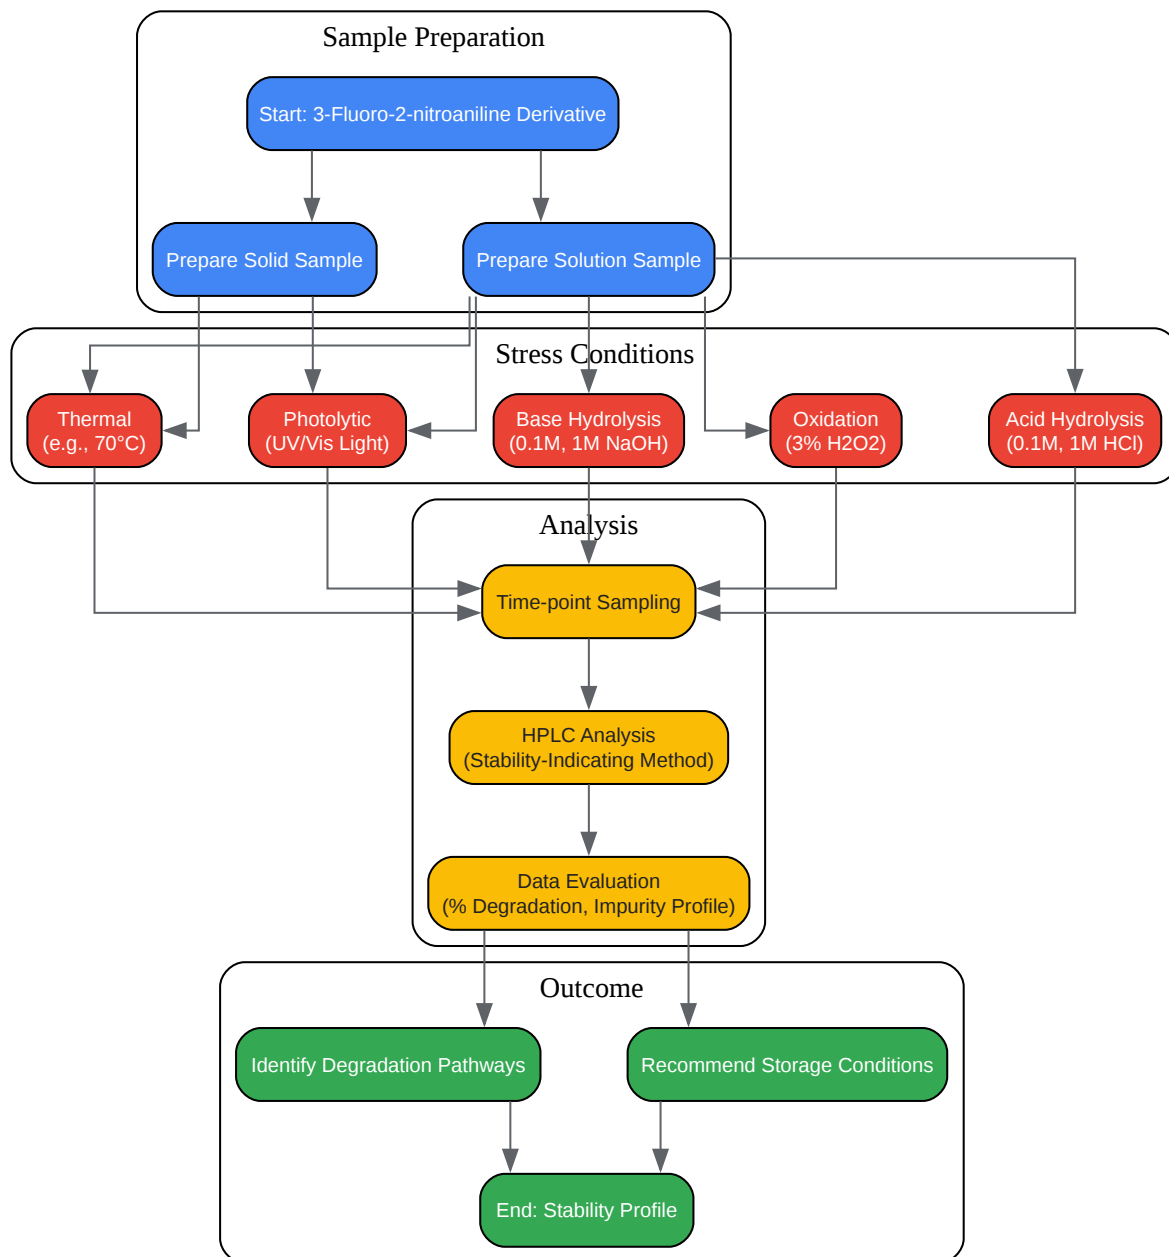 Sample Preparation
Start: 3-Fluoro-2-nitroaniline Derivative
Prepare Solid Sample
Prepare Solution Sample
Stress Conditions
Thermal
(e.g., 70°C)
Photolytic
(UV/Vis Light)
Base Hydrolysis
(0.1M, 1M NaOH)
Oxidation
(3% H2O2)
Acid Hydrolysis
(0.1M, 1M HCl)
Analysis
Time-point Sampling
HPLC Analysis
(Stability-Indicating Method)
Data Evaluation
(% Degradation, Impurity Profile)
Outcome
Identify Degradation Pathways
Recommend Storage Conditions
End: Stability Profile